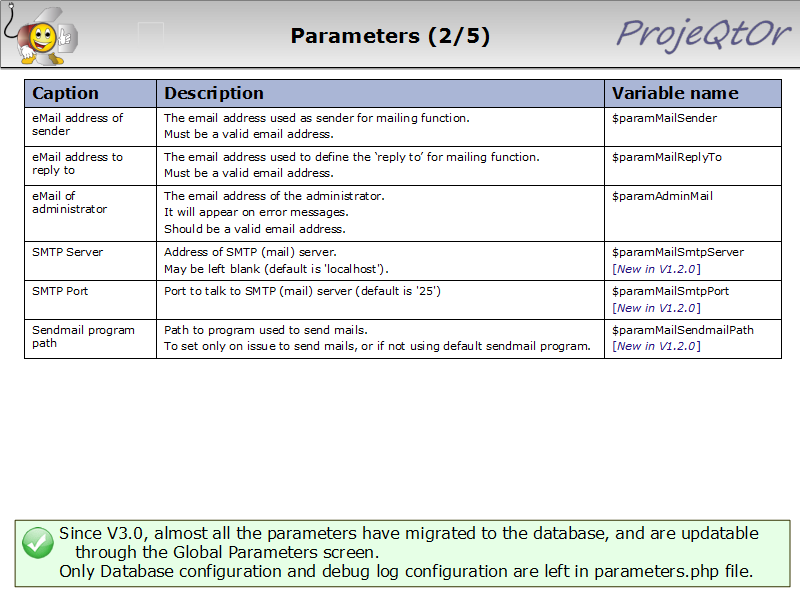 Parameters (2/5)
ProjeQtOr
Caption
Description
Variable name
eMail address of
sender
The email address used as sender for mailing function.
Must be a valid email address.
$paramMailSender
eMail address to
reply to
The email address used to define the ‘reply to’ for mailing function.
Must be a valid email address.
$paramMailReplyTo
eMail of
administrator
The email address of the administrator.
It will appear on error messages.
Should be a valid email address.
$paramAdminMail
SMTP Server
Address of SMTP (mail) server.
May be left blank (default is 'localhost').
$paramMailSmtpServer
[New in V1.2.0]
SMTP Port
Port to talk to SMTP (mail) server (default is '25')
$paramMailSmtpPort
[New in V1.2.0]
Sendmail program
path
Path to program used to send mails.
To set only on issue to send mails, or if not using default sendmail program.
$paramMailSendmailPath
[New in V1.2.0]
Since V3.0, almost all the parameters have migrated to the database, and are updatable
through the Global Parameters screen.
Only Database configuration and debug log configuration are left in parameters.php file.